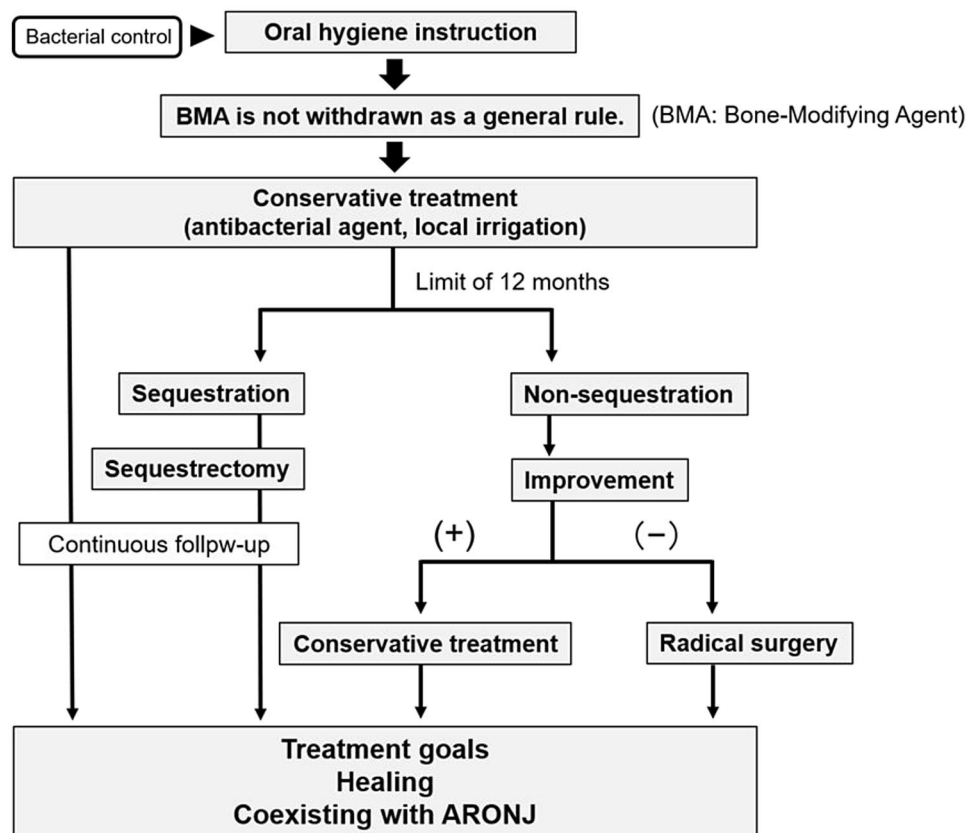 Bacterial control
Oral hygiene instruction
BMA is not withdrawn as a general rule.
(BMA: Bone-Modifying Agent)
Conservative treatment
(antibacterial agent, local irrigation)
Limit of 12 months
Sequestration
Non-sequestration
Sequestrectomy
Improvement
(+)
(−)
Continuous follpw-up
Conservative treatment
Radical surgery
Treatment goals
Healing
Coexisting with ARONJ